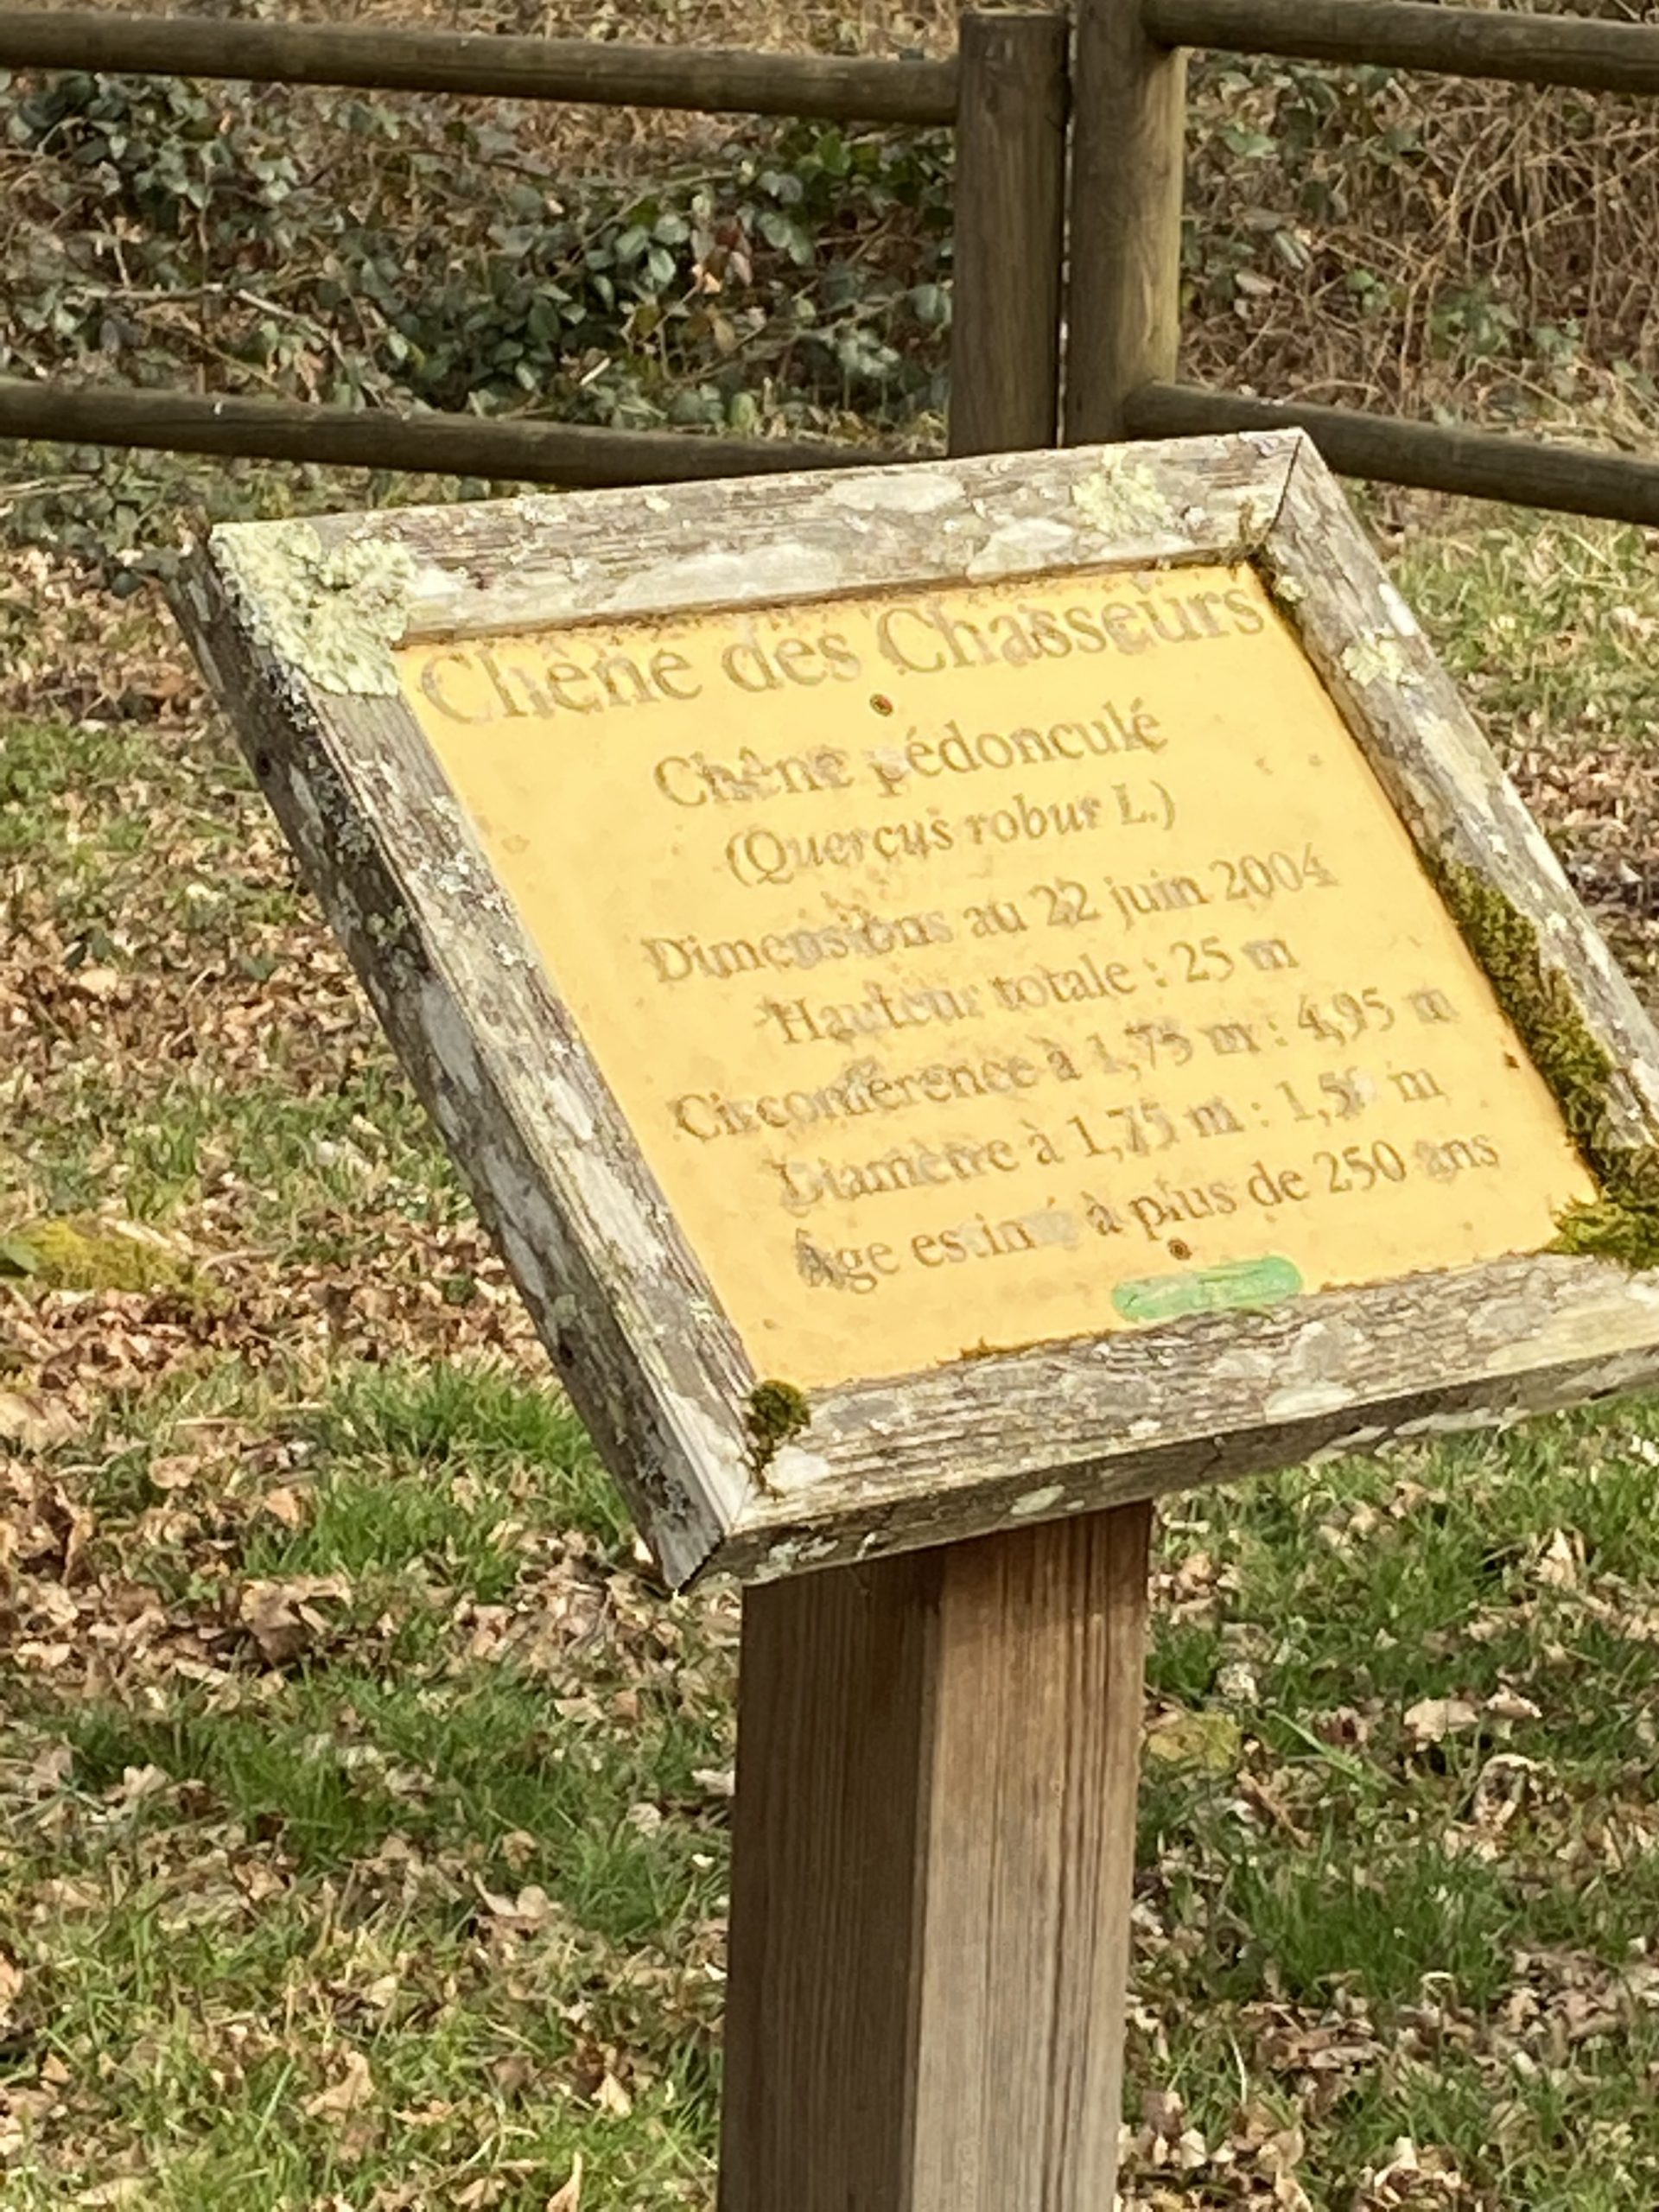 Chêne des Chasseurs
Chêne pédonculé
(Quercus robur L.)
Dimensions au 22 juin 2004
Hauteur totale : 25 m
Circonférence à 1,75 m : 4,95 m
Diamètre à 1,75 m : m
Âge estimé à plus de 250 ans